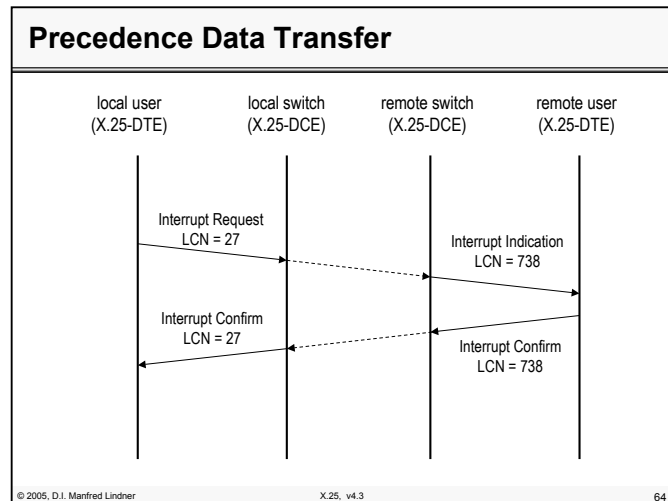 Precedence Data Transfer
local user
(X.25-DTE)
local switch
(X.25-DCE)
remote switch
(X.25-DCE)
remote user
(X.25-DTE)
Interrupt Request
LCN = 27
Interrupt Indication
LCN = 738
Interrupt Confirm
LCN = 27
Interrupt Confirm
LCN = 738
© 2005, D.I. Manfred Lindner
X.25, v4.3
64